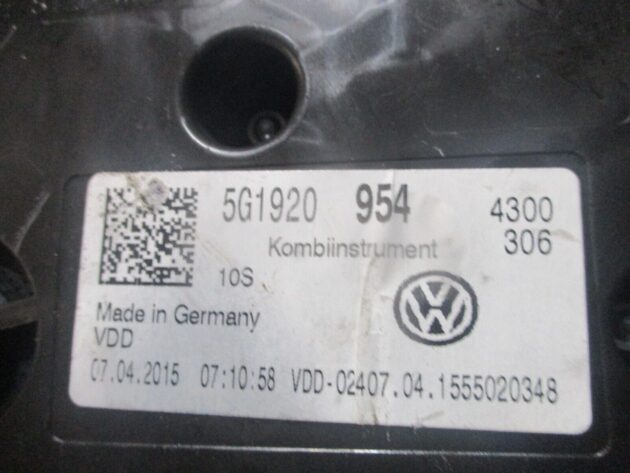 5G1920 954 4300
Kombiinstrument 306
10S
Made in Germany
VDD
07.04.2015 07:10:58 VDD-02407.04.1555020348